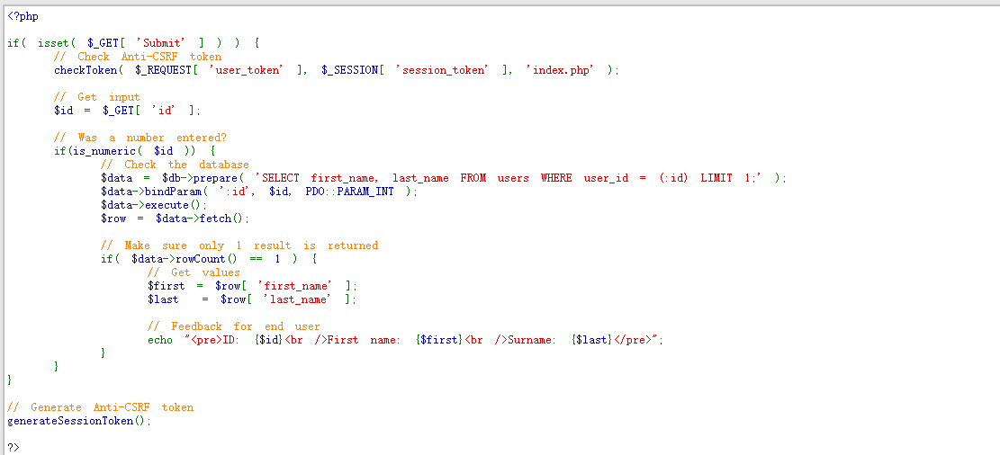 <?php
if( isset( $_GET[ 'Submit' ] ) ) {
// Check Anti-CSRF token
checkToken( $_REQUEST[ 'user_token' ], $_SESSION[ 'session_token' ], 'index.php' );
// Get input
$id = $_GET[ 'id' ];
// Was a number entered?
if(is_numeric( $id )) {
// Check the database
$data = $db->prepare( 'SELECT first_name, last_name FROM users WHERE user_id = (:id) LIMIT 1;' );
$data->bindParam( ':id', $id, PDO::PARAM_INT );
$data->execute();
$row = $data->fetch();
// Make sure only 1 result is returned
if( $data->rowCount() == 1 ) {
// Get values
$first = $row[ 'first_name' ];
$last = $row[ 'last_name' ];
// Feedback for end user
echo "<pre>ID: {$id}<br />First name: {$first}<br />Surname: {$last}</pre>";
}
}
}
// Generate Anti-CSRF token
generateSessionToken();
?>